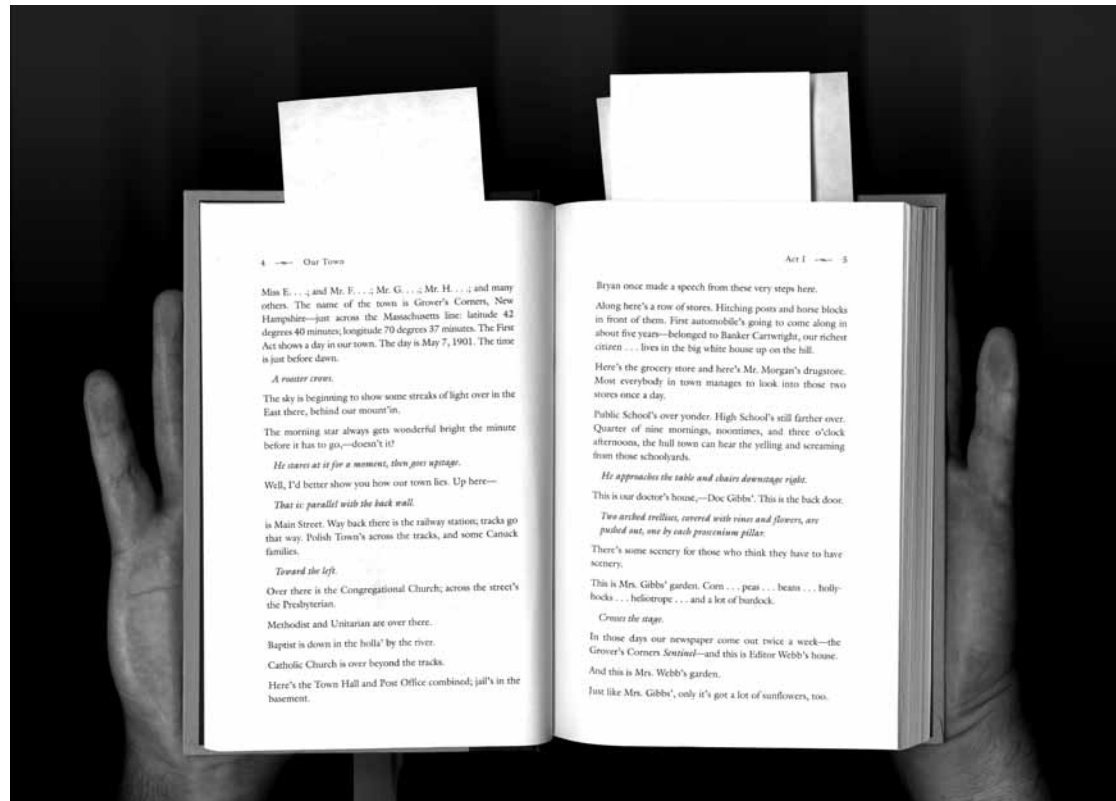 4 Our Town
Miss E. . . .; and Mr. F. . . .; Mr. G. . . .; Mr. H. . . .; and many
others. The name of the town is Grover's Corners, New
Hampshire—just across the Massachusetts line: latitude 42
degrees 40 minutes; longitude 70 degrees 37 minutes. The First
Act shows a day in our town. The day is May 7, 1901. The time
is just before dawn.
A rooster crows.
The sky is beginning to show some streaks of light over in the
East there, behind our mount'in.
The morning star always gets wonderful bright the minute
before it has to go,—doesn't it?
He stares at it for a moment, then goes upstage.
Well, I'd better show you how our town lies. Up here—
That is: parallel with the back wall.
is Main Street. Way back there is the railway station; tracks go
that way. Polish Town's across the tracks, and some Canuck
families.
Toward the left.
Over there is the Congregational Church; across the street's
the Presbyterian.
Methodist and Unitarian are over there.
Baptist is down in the holla' by the river.
Catholic Church is over beyond the tracks.
Here's the Town Hall and Post Office combined; jail's in the
basement.
Act I 5
Bryan once made a speech from these very steps here.
Along here's a row of stores. Hitching posts and horse blocks
in front of them. First automobile's going to come along in
about five years—belonged to Banker Cartwright, our richest
citizen . . . lives in the big white house up on the hill.
Here's the grocery store and here's Mr. Morgan's drugstore.
Most everybody in town manages to look into those two
stores once a day.
Public School's over yonder. High School's still farther over.
Quarter of nine mornings, noontimes, and three o'clock
afternoons, the hull town can hear the yelling and screaming
from those schoolyards.
He approaches the table and chairs downstage right.
This is our doctor's house,—Doc Gibbs'. This is the back door.
Two arched trellises, covered with vines and flowers, are
pushed out, one by each proscenium pillar.
There's some scenery for those who think they have to have
scenery.
This is Mrs. Gibbs' garden. Corn . . . peas . . . beans . . . holly-
hocks . . . heliotrope . . . and a lot of burdock.
Crosses the stage.
In those days our newspaper come out twice a week—the
Grover's Corners Sentinel—and this is Editor Webb's house.
And this is Mrs. Webb's garden.
Just like Mrs. Gibbs', only it's got a lot of sunflowers, too.